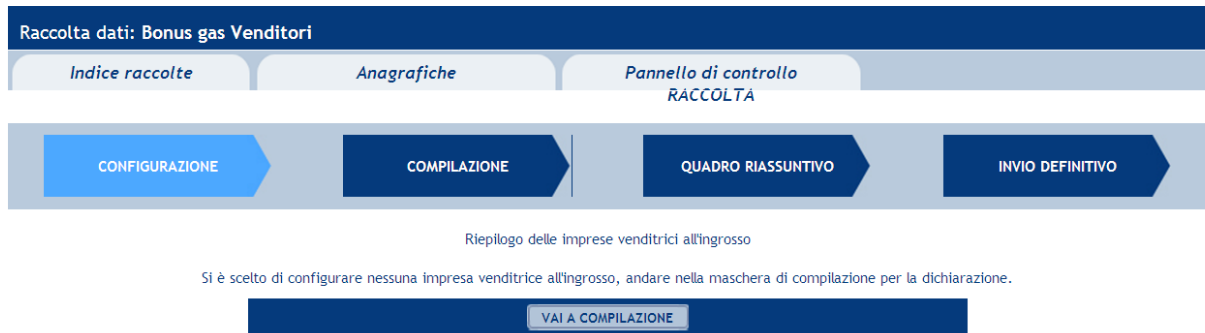 Raccolta dati: Bonus gas Venditori
Indice raccolte
Anagrafiche
Pannello di controllo
RACCOLTA
CONFIGURAZIONE
COMPILAZIONE
QUADRO RIASSUNTIVO
INVIO DEFINITIVO
Riepilogo delle imprese venditrici all'ingrosso
Si è scelto di configurare nessuna impresa venditrice all'ingrosso, andare nella maschera di compilazione per la dichiarazione.
VAI A COMPILAZIONE